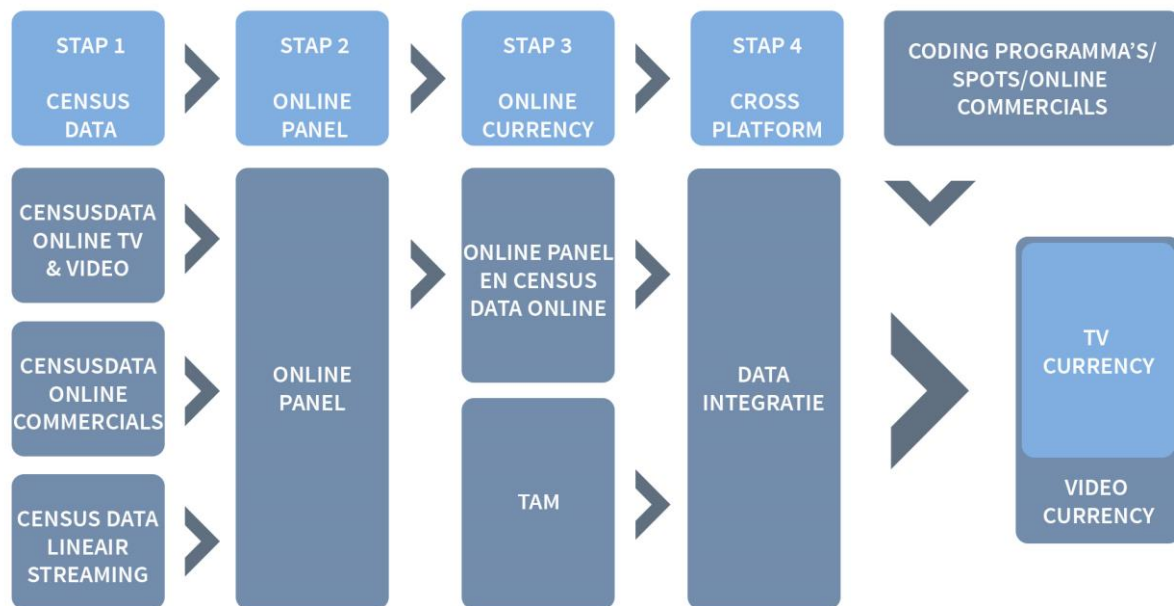 STAP 1
CENSUS
DATA
STAP 2
ONLINE
PANEL
STAP 3
ONLINE
CURRENCY
STAP 4
CROSS
PLATFORM
CODING PROGRAMMA'S/
SPOTS/ONLINE
COMMERCIALS
CENSUSDATA
ONLINE TV
& VIDEO
CENSUSDATA
ONLINE
COMMERCIALS
CENSUS DATA
LINEAIR
STREAMING
ONLINE
PANEL
ONLINE PANEL
EN CENSUS
DATA ONLINE
TAM
DATA
INTEGRATIE
TV
CURRENCY
VIDEO
CURRENCY